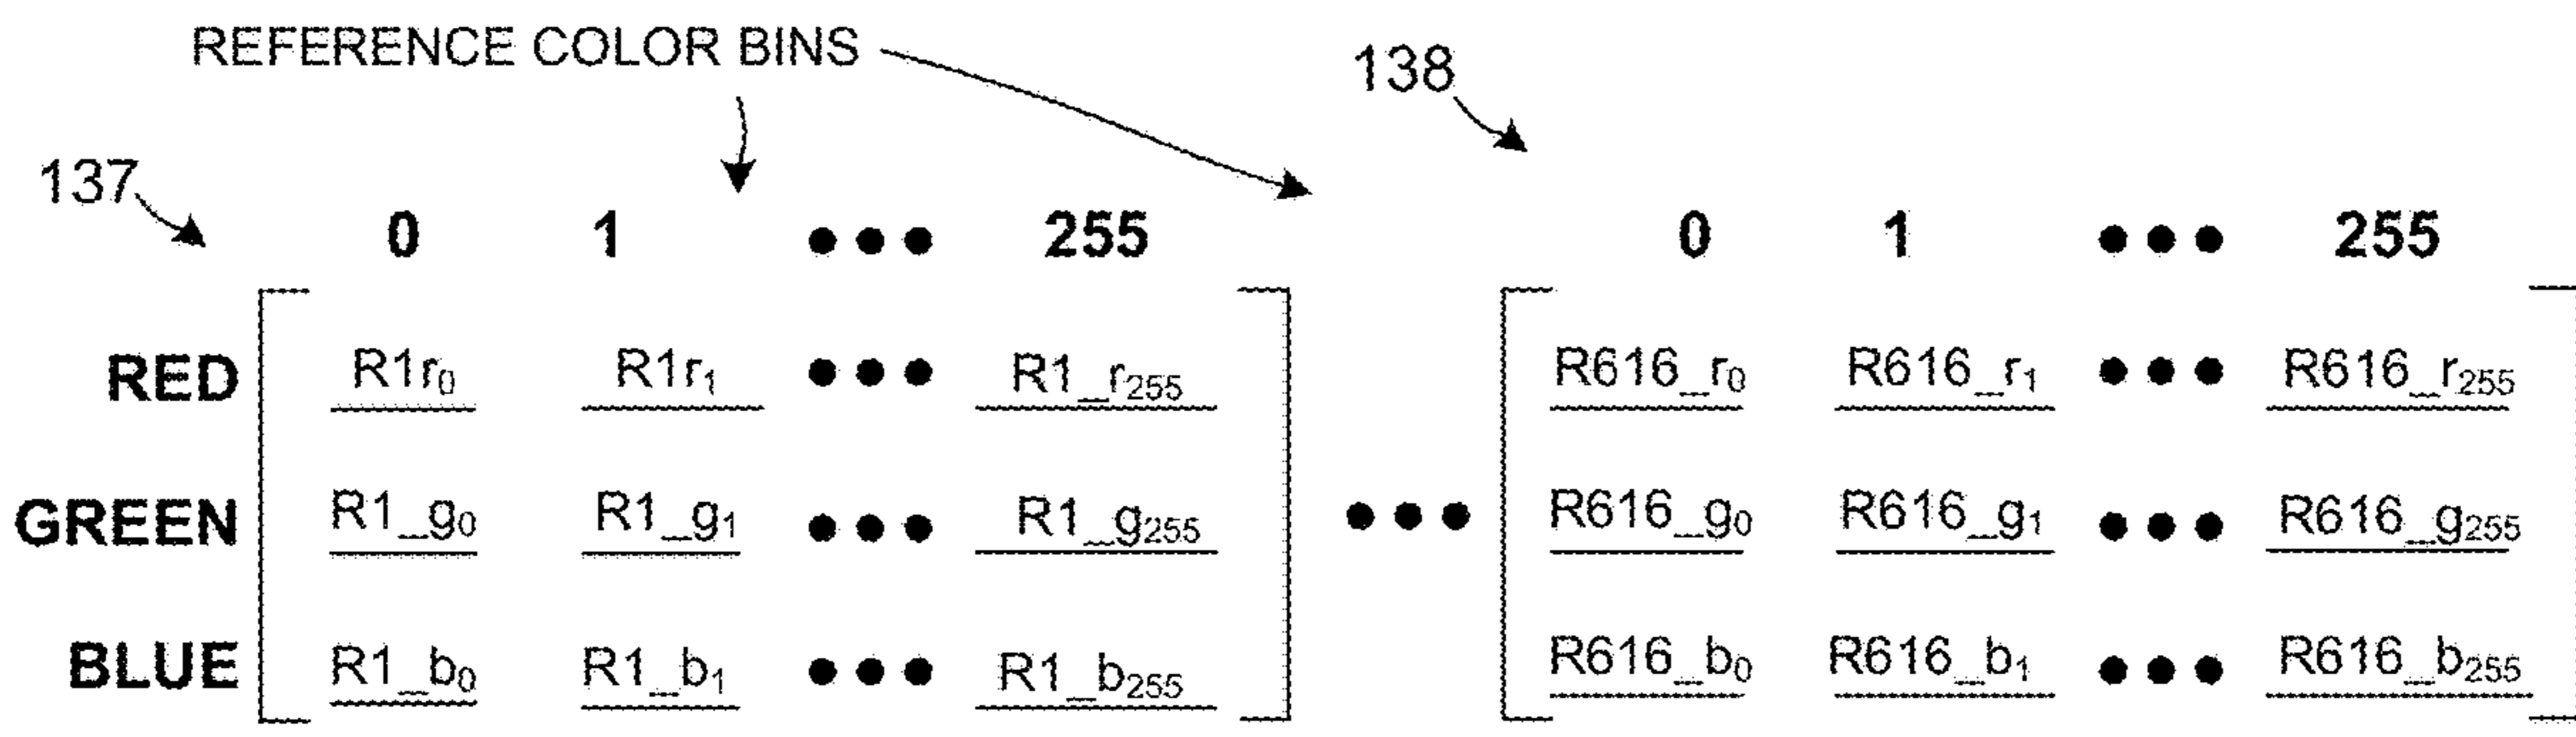 REFERENCE COLOR BINS
138
137
0 1 ●●● 255 0 1 ●●● 255
RED R1r₀ R1r₁ ●●● R1_r₂₅₅ R616_r₀ R616_r₁ ●●● R616_r₂₅₅
GREEN R1_g₀ R1_g₁ ●●● R1_g₂₅₅ ●●● R616_g₀ R616_g₁ ●●● R616_g₂₅₅
BLUE R1_b₀ R1_b₁ ●●● R1_b₂₅₅ R616_b₀ R616_b₁ ●●● R616_b₂₅₅